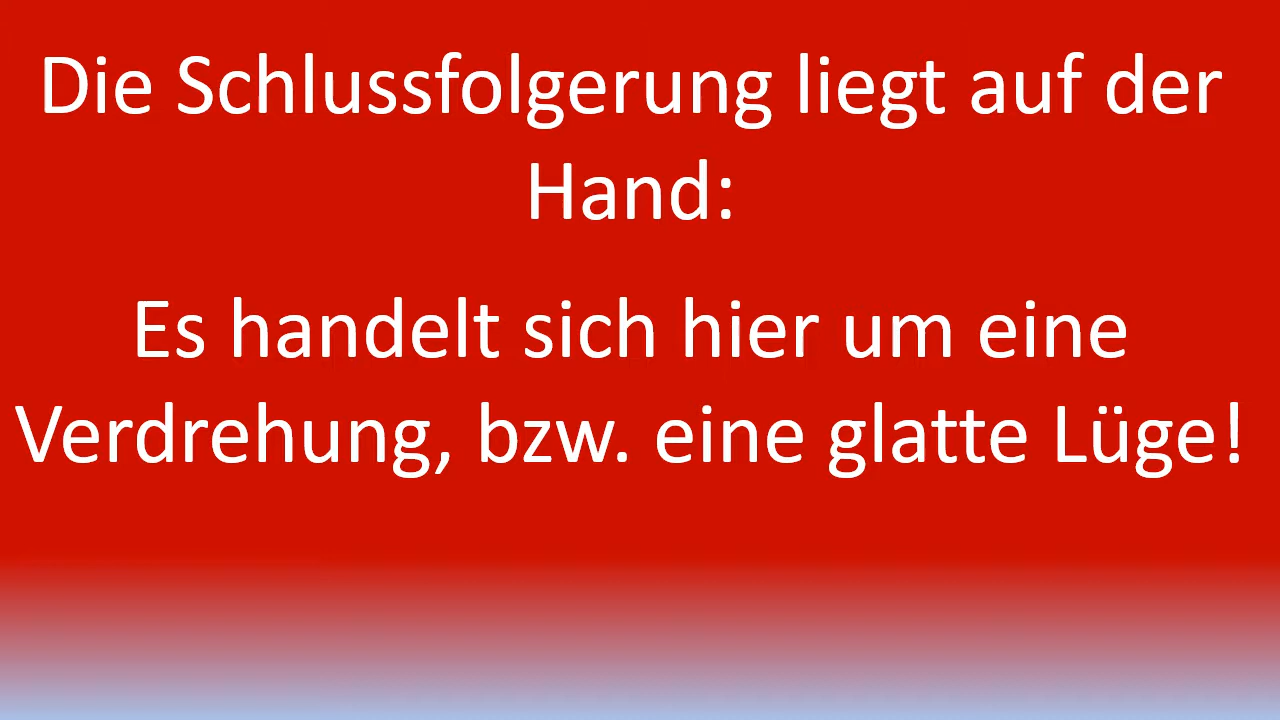 Die Schlussfolgerung liegt auf der
Hand:
Es handelt sich hier um eine
Verdrehung, bzw. eine glatte Lüge!